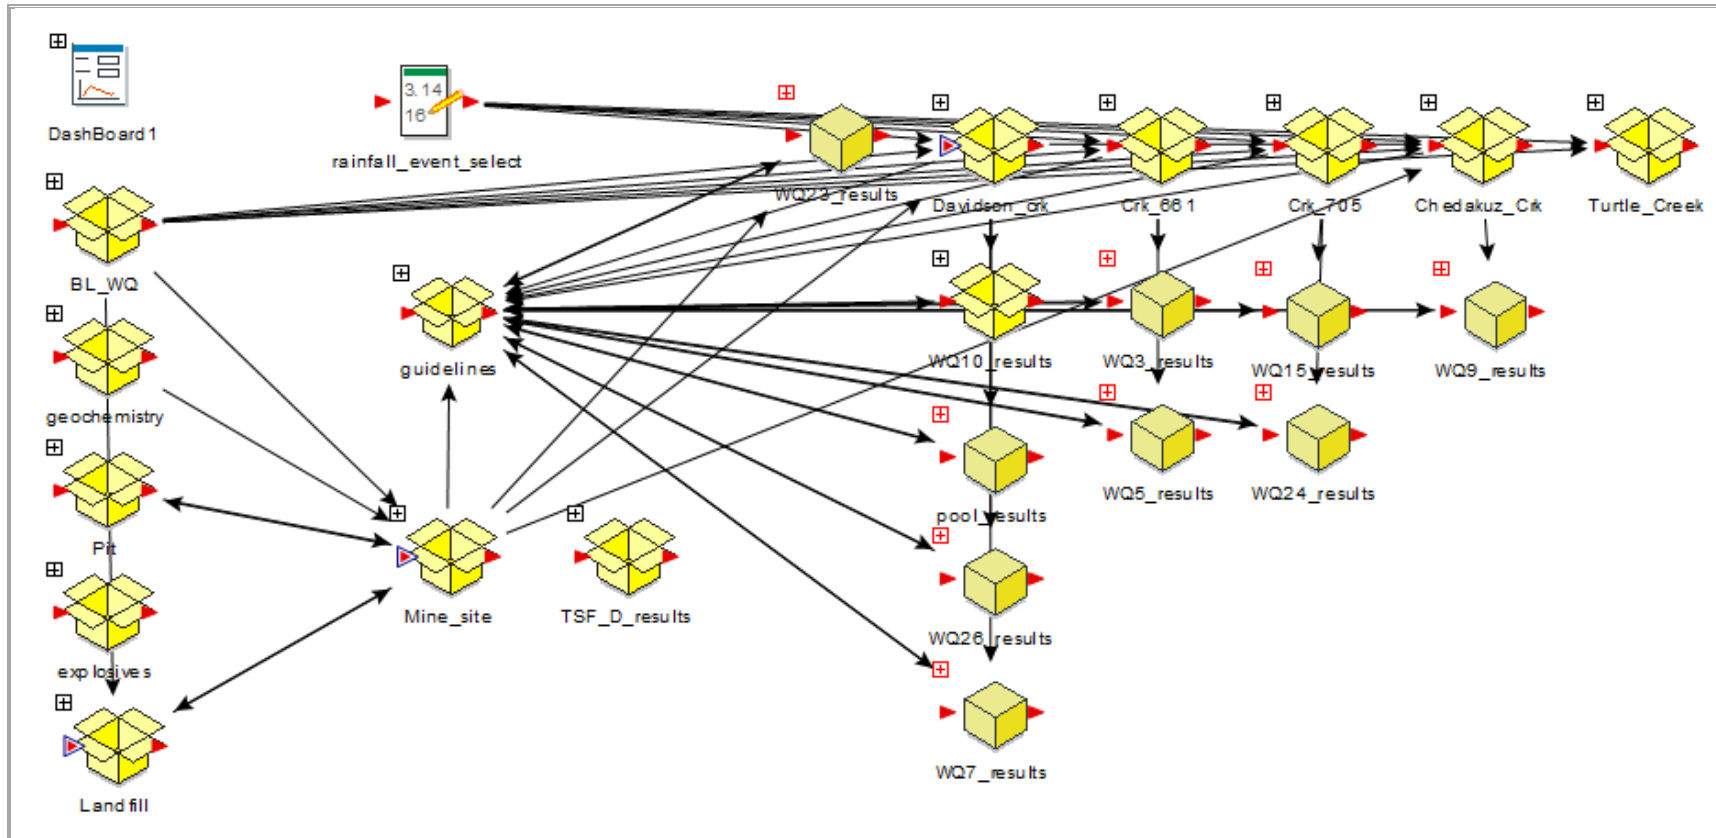 DashBoard1
3.14
16
rainfall_event_select
WQ23_results
Davidson_crk
Crk_661
Crk_705
Chedakuz_Crk
Turtle_Creek
BL_WQ
guidelines
WQ10_results
WQ3_results
WQ15_results
WQ9_results
geochemistry
pool_results
WQ5_results
WQ24_results
Pit
Mine_site
TSF_D_results
WQ26_results
explosives
WQ7_results
Landfill